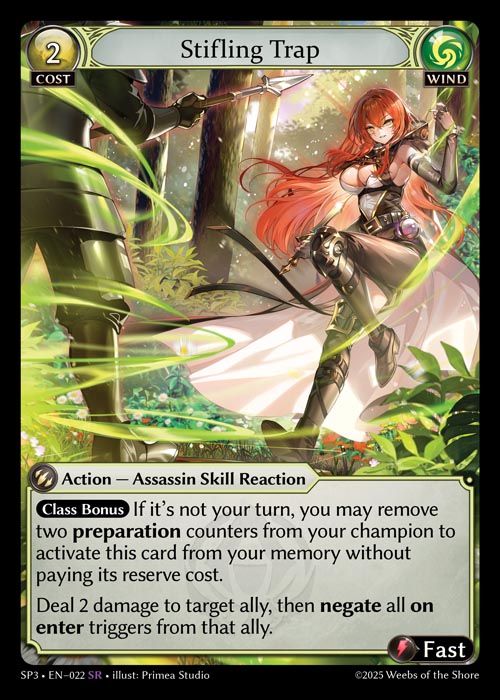 2
COST
Stifling Trap
WIND
Action — Assassin Skill Reaction
Class Bonus If it's not your turn, you may remove
two preparation counters from your champion to
activate this card from your memory without
paying its reserve cost.
Deal 2 damage to target ally, then negate all on
enter triggers from that ally.
Fast
SP3 • EN–022 SR • illust: Primea Studio
©2025 Weebs of the Shore